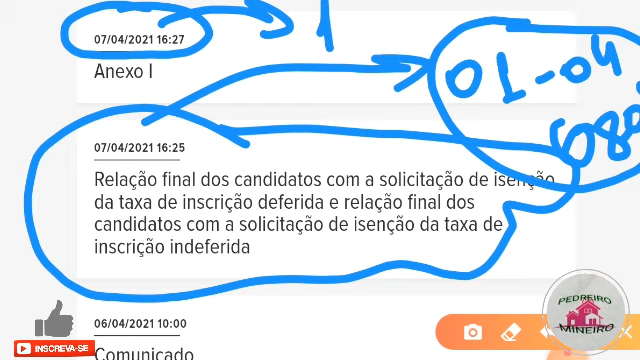 07/04/2021 16:27
1
Anexo I
01-04
07/04/2021 16:25
Relação final dos candidatos com a solicitação de isenção
da taxa de inscrição deferida e relação final dos
candidatos com a solicitação de isenção da taxa de
inscrição indeferida
PEDREIRO
MINEIRO
06/04/2021 10:00
INSCREVA-SE
Comunicado